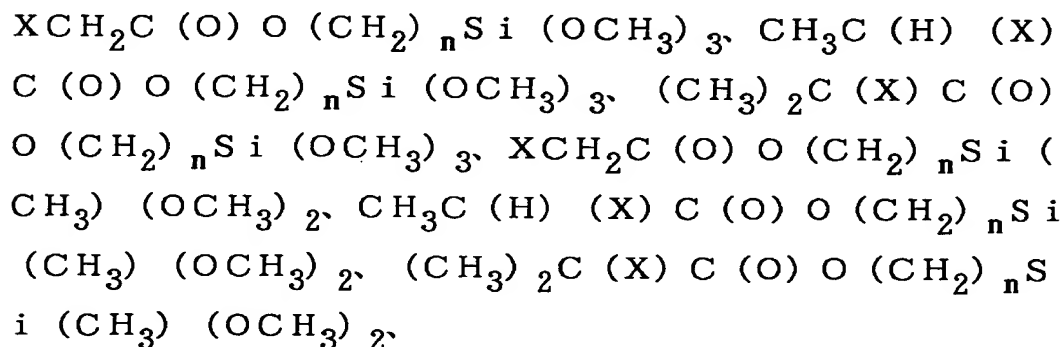 XCH₂C (O) O (CH₂)ₙSi (OCH₃)₃、CH₃C (H) (X)
C (O) O (CH₂)ₙSi (OCH₃)₃、(CH₃)₂C (X) C (O)
O (CH₂)ₙSi (OCH₃)₃、XCH₂C (O) O (CH₂)ₙSi (
CH₃) (OCH₃)₂、CH₃C (H) (X) C (O) O (CH₂)ₙSi
(CH₃) (OCH₃)₂、(CH₃)₂C (X) C (O) O (CH₂)ₙS
i (CH₃) (OCH₃)₂、